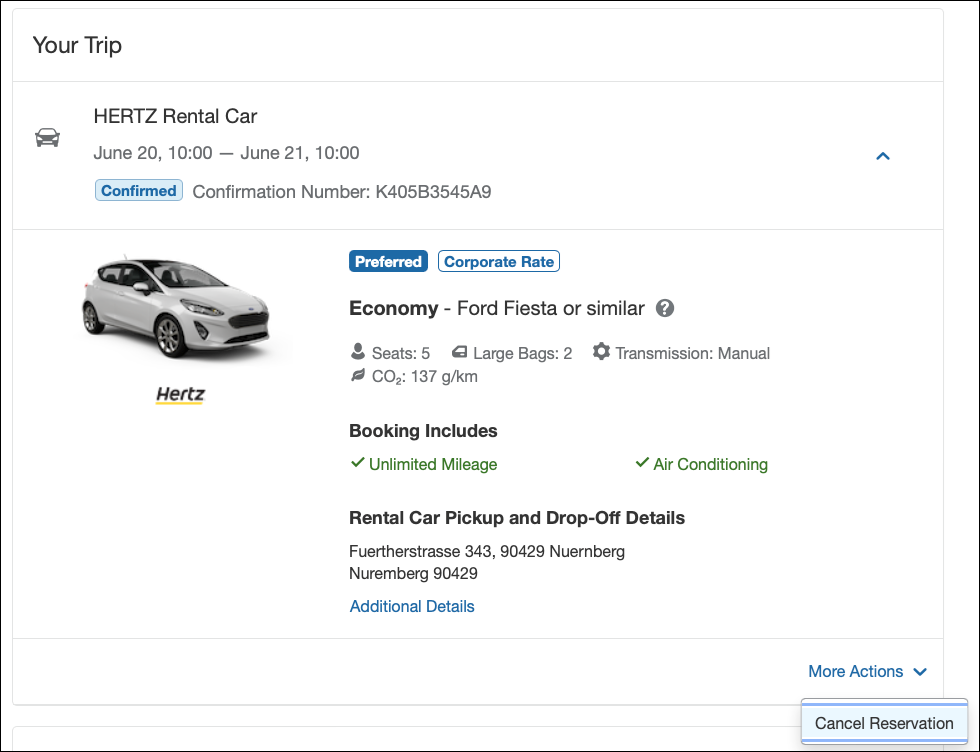 Your Trip
HERTZ Rental Car
June 20, 10:00 — June 21, 10:00
Confirmed Confirmation Number: K405B3545A9
Preferred Corporate Rate
Economy - Ford Fiesta or similar ?
Seats: 5 Large Bags: 2 Transmission: Manual
CO₂: 137 g/km
Hertz
Booking Includes
Unlimited Mileage Air Conditioning
Rental Car Pickup and Drop-Off Details
Fuertherstrasse 343, 90429 Nuernberg
Nuremberg 90429
Additional Details
More Actions
Cancel Reservation